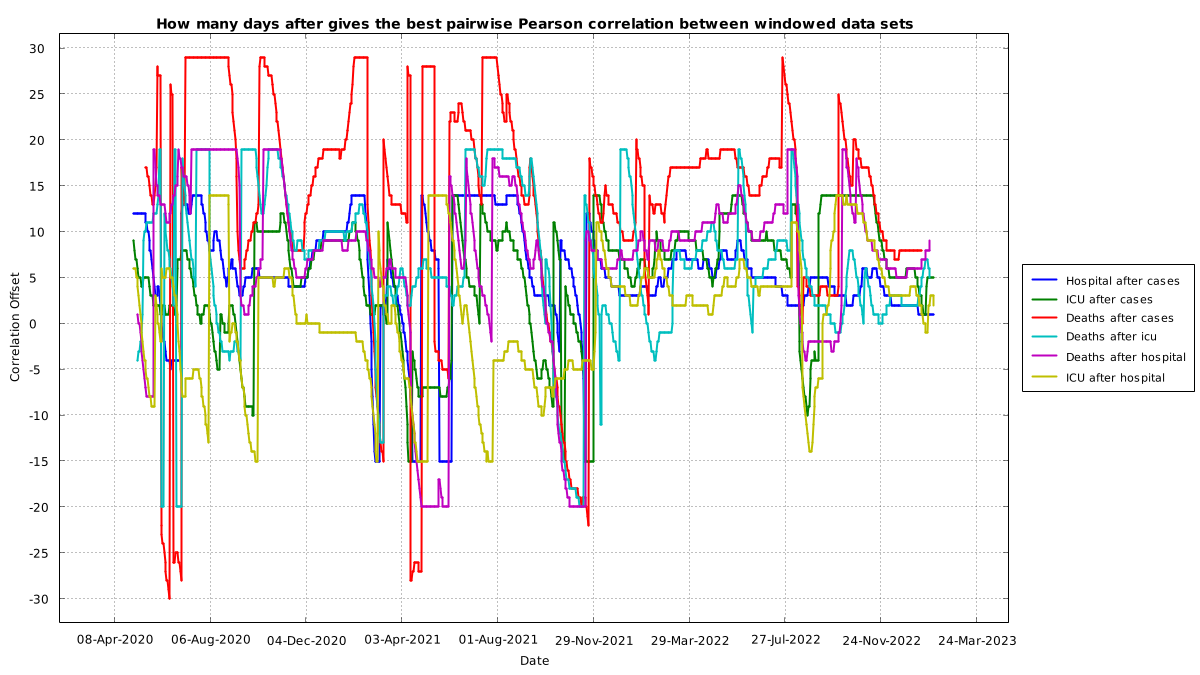 How many days after gives the best pairwise Pearson correlation between windowed data sets
30
25
20
15
10
5
0
-5
-10
-15
-20
-25
-30
Correlation Offset
08-Apr-2020 06-Aug-2020 04-Dec-2020 03-Apr-2021 01-Aug-2021 29-Nov-2021 29-Mar-2022 27-Jul-2022 24-Nov-2022 24-Mar-2023
Date
Hospital after cases
ICU after cases
Deaths after cases
Deaths after icu
Deaths after hospital
ICU after hospital